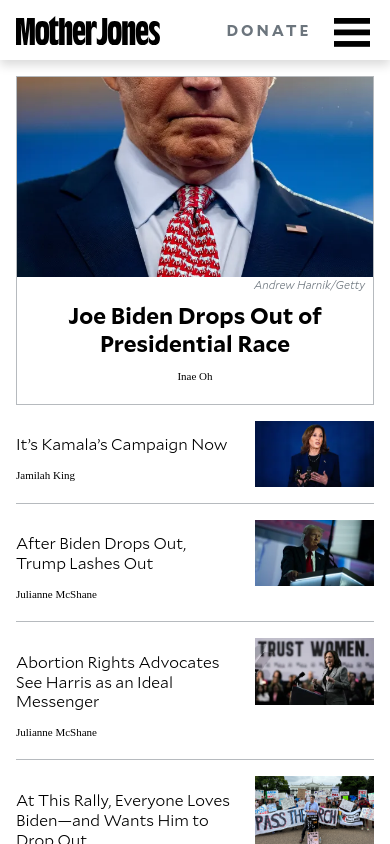 Mother Jones
DONATE
Andrew Harnik/Getty
Joe Biden Drops Out of
Presidential Race
Inae Oh
It's Kamala's Campaign Now
Jamilah King
After Biden Drops Out,
Trump Lashes Out
Julianne McShane
TRUST WOMEN.
Abortion Rights Advocates
See Harris as an Ideal
Messenger
Julianne McShane
At This Rally, Everyone Loves
Biden—and Wants Him to
Drop Out
PASS THE